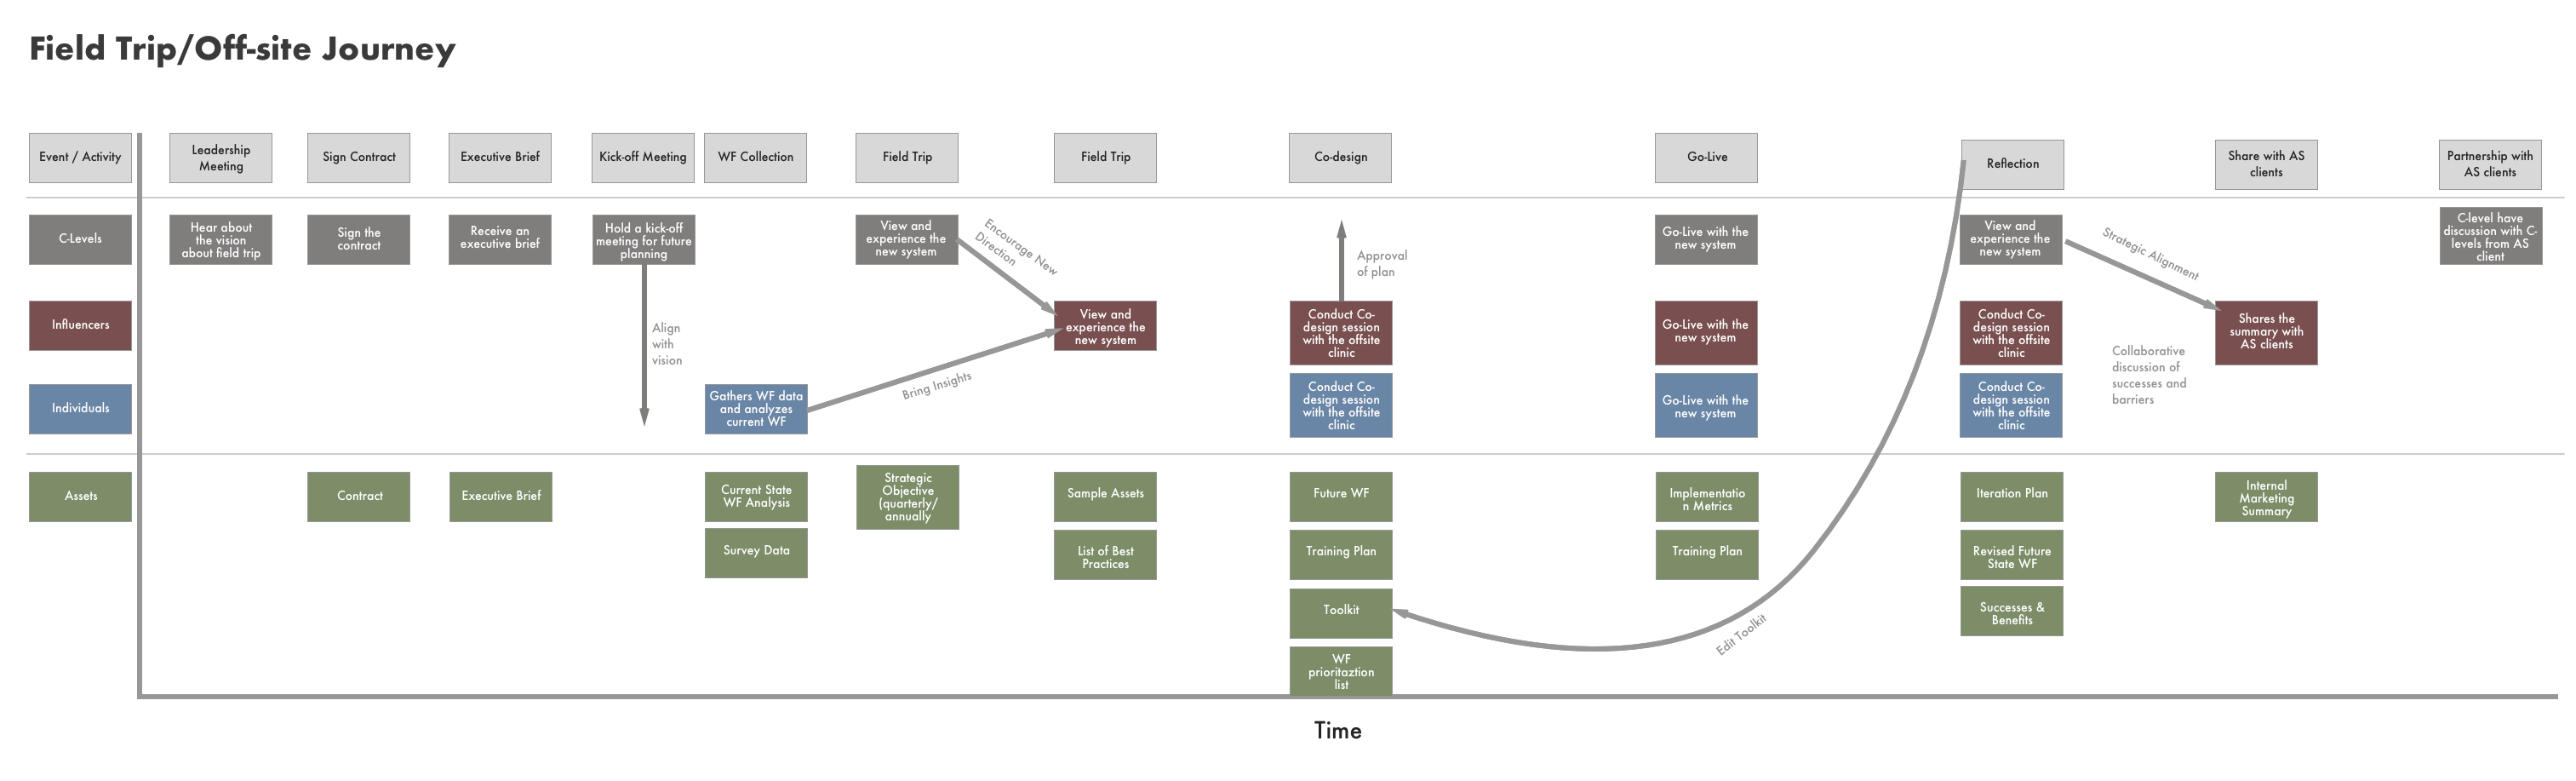 Field Trip/Off-site Journey
Event / Activity
Leadership
Meeting
Sign Contract
Executive Brief
Kick-off Meeting
WF Collection
Field Trip
Field Trip
Co-design
Go-Live
Reflection
Share with AS
clients
Partnership with
AS clients
C-Levels
Hear about
the vision
about field trip
Sign the
contract
Receive an
executive brief
Hold a kick-off
meeting for future
planning
View and
experience the
new system
Encourage New
Direction
Approval
of plan
Go-Live with the
new system
View and
experience the
new system
Strategic Alignment
C-level have
discussion with C-
levels from AS
client
Influencers
Align
with
vision
View and
experience the
new system
Conduct Co-
design session
with the offsite
clinic
Go-Live with the
new system
Conduct Co-
design session
with the offsite
clinic
Shares the
summary with
AS clients
Individuals
Gathers WF data
and analyzes
current WF
Bring Insights
Conduct Co-
design session
with the offsite
clinic
Go-Live with the
new system
Conduct Co-
design session
with the offsite
clinic
Collaborative
discussion of
successes and
barriers
Assets
Contract
Executive Brief
Current State
WF Analysis
Survey Data
Strategic
Objective
(quarterly/
annually
Sample Assets
List of Best
Practices
Future WF
Training Plan
Toolkit
WF
prioritaztion
list
Implementatio
n Metrics
Training Plan
Edit Toolkit
Iteration Plan
Revised Future
State WF
Successes &
Benefits
Internal
Marketing
Summary
Time